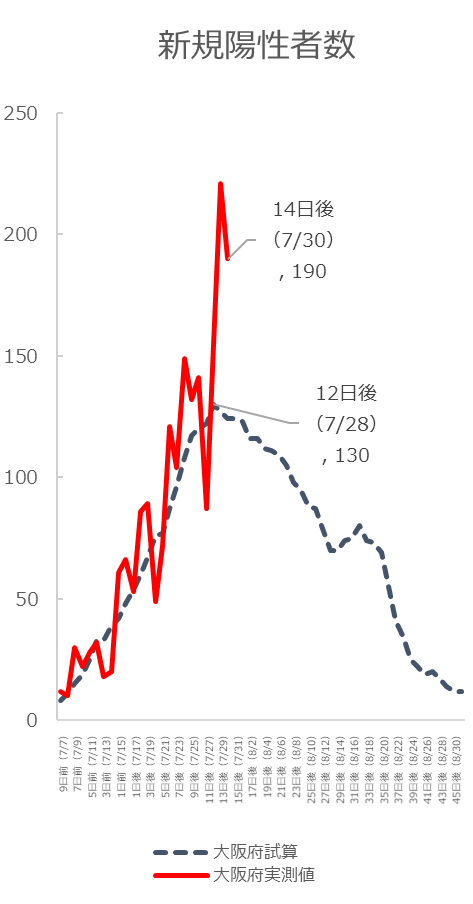 新規陽性者数
250
200
150
100
50
0
14日後
（7/30）
, 190
12日後
（7/28）
, 130
9日前（7/7）
7日前（7/9）
5日前（7/11）
3日前（7/13）
1日前（7/15）
1日後（7/17）
3日後（7/19）
5日後（7/21）
7日後（7/23）
9日後（7/25）
11日後（7/27）
13日後（7/29）
15日後（7/31）
17日後（8/2）
19日後（8/4）
21日後（8/6）
23日後（8/8）
25日後（8/10）
27日後（8/12）
29日後（8/14）
31日後（8/16）
33日後（8/18）
35日後（8/20）
37日後（8/22）
39日後（8/24）
41日後（8/26）
43日後（8/28）
45日後（8/30）
大阪府試算
大阪府実測値